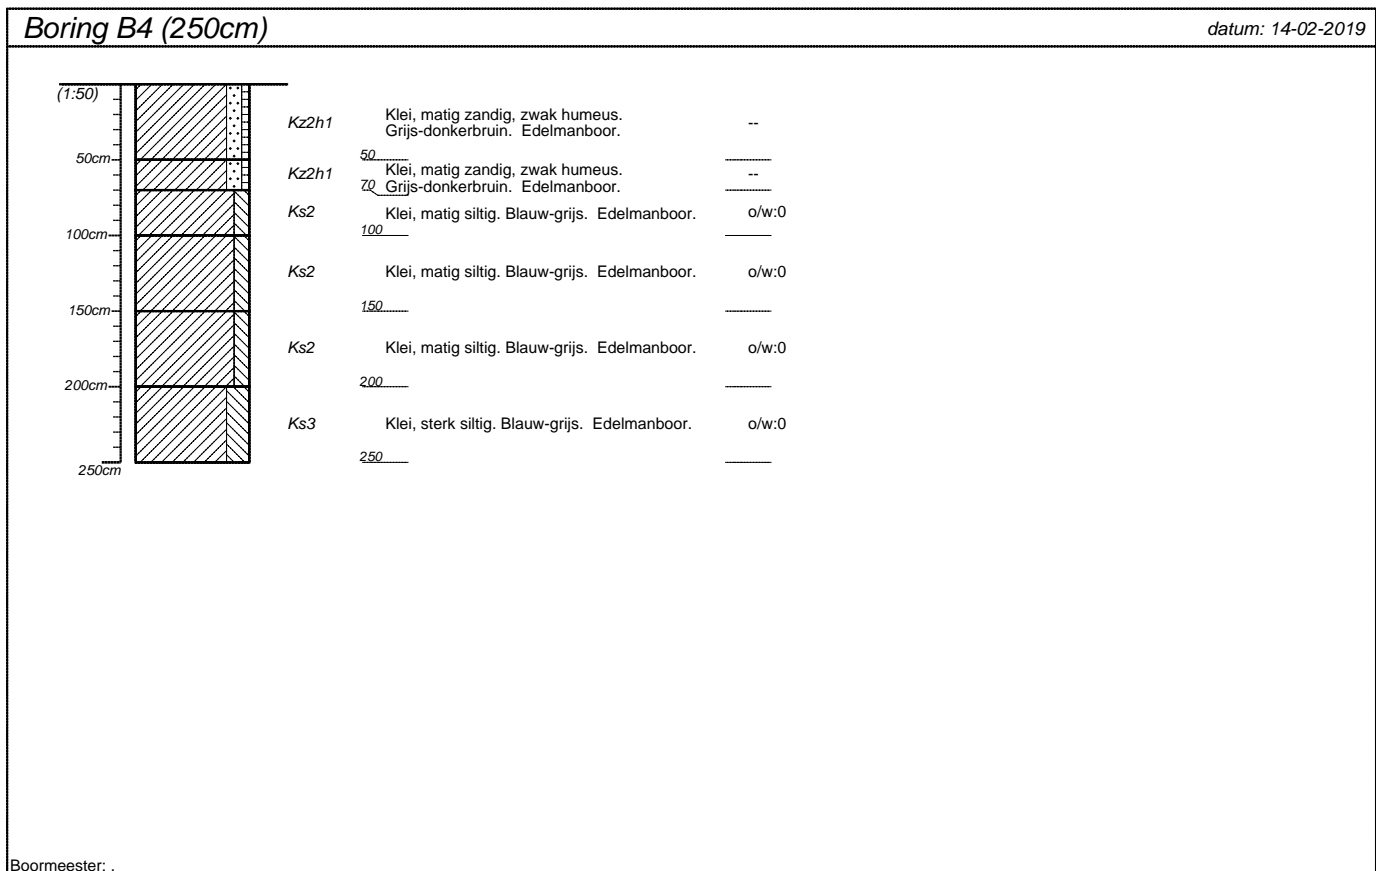 Boring B4 (250cm)
datum: 14-02-2019
(1:50)
Kz2h1 Klei, matig zandig, zwak humeus. --
Grijs-donkerbruin. Edelmanboor.
50cm 50
Kz2h1 Klei, matig zandig, zwak humeus. --
70 Grijs-donkerbruin. Edelmanboor.
Ks2 Klei, matig siltig. Blauw-grijs. Edelmanboor. o/w:0
100cm 100
Ks2 Klei, matig siltig. Blauw-grijs. Edelmanboor. o/w:0
150cm 150
Ks2 Klei, matig siltig. Blauw-grijs. Edelmanboor. o/w:0
200cm 200
Ks3 Klei, sterk siltig. Blauw-grijs. Edelmanboor. o/w:0
250cm 250
Boormeester: .